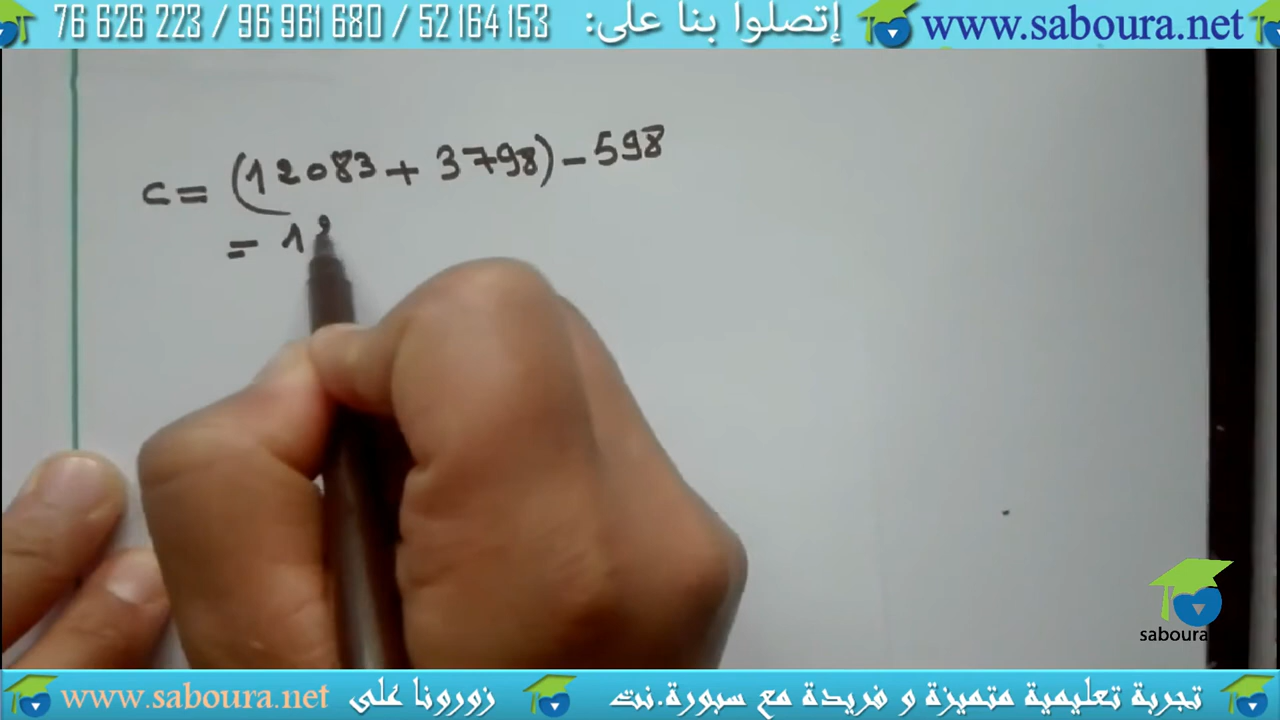 76 626 223 / 96 961 680 / 52 164 153 إتصلوا بنا على: www.saboura.net
c = (12083 + 3798) - 598
= 1
saboura
www.saboura.net زورونا على تجربة تعليمية متميزة و فريدة مع سبورة.نت